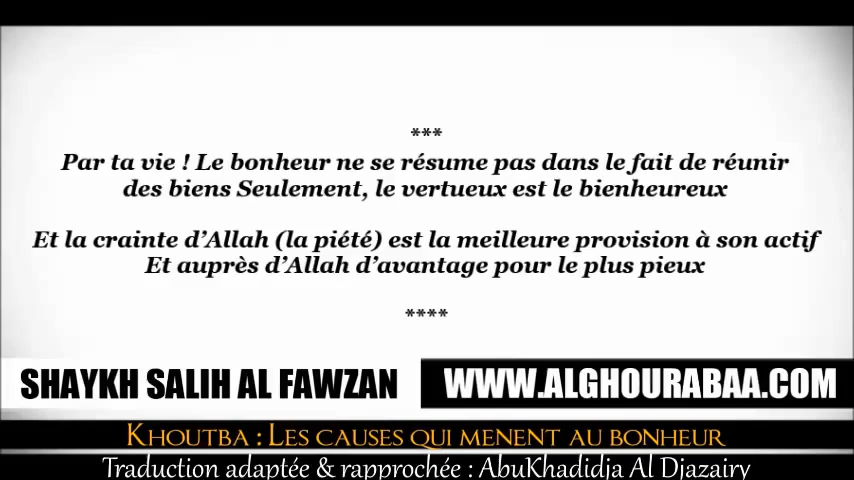 ***
Par ta vie ! Le bonheur ne se résume pas dans le fait de réunir
des biens Seulement, le vertueux est le bienheureux
Et la crainte d’Allah (la piété) est la meilleure provision à son actif
Et auprès d’Allah d’avantage pour le plus pieux
****
SHAYKH SALIH AL FAWZAN
WWW.ALGHOURABAA.COM
KHOUTBA : LES CAUSES QUI MENENT AU BONHEUR
Traduction adaptée & rapprochée : AbuKhadidja Al Djazairy